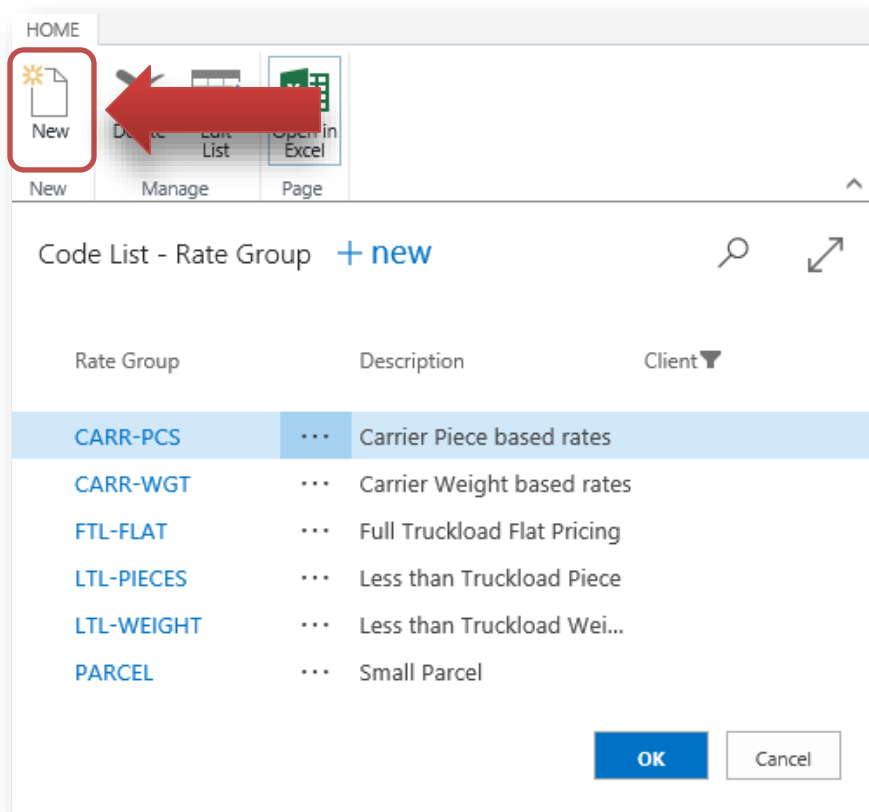 HOME
New
List
Excel
New Manage Page
Code List - Rate Group + new
Rate Group Description Client
CARR-PCS ... Carrier Piece based rates
CARR-WGT ... Carrier Weight based rates
FTL-FLAT ... Full Truckload Flat Pricing
LTL-PIECES ... Less than Truckload Piece
LTL-WEIGHT ... Less than Truckload Wei...
PARCEL ... Small Parcel
OK Cancel